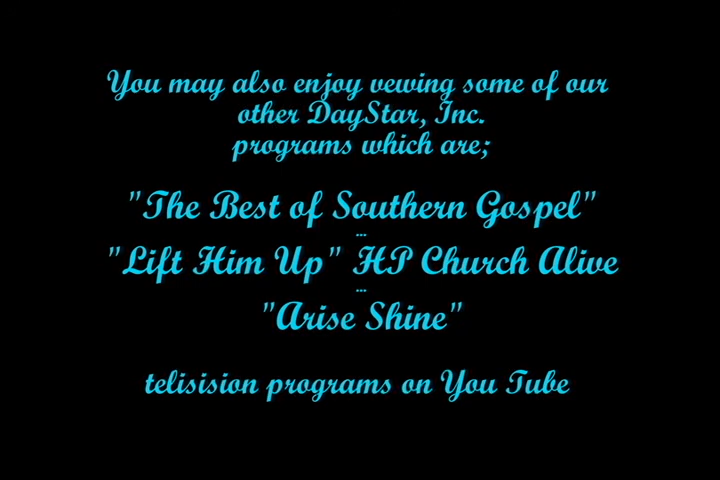 You may also enjoy vewing some of our
other DayStar, Inc.
programs which are;
"The Best of Southern Gospel"
...
"Lift Him Up" HP Church Alive
...
"Arise Shine"
telisision programs on You Tube